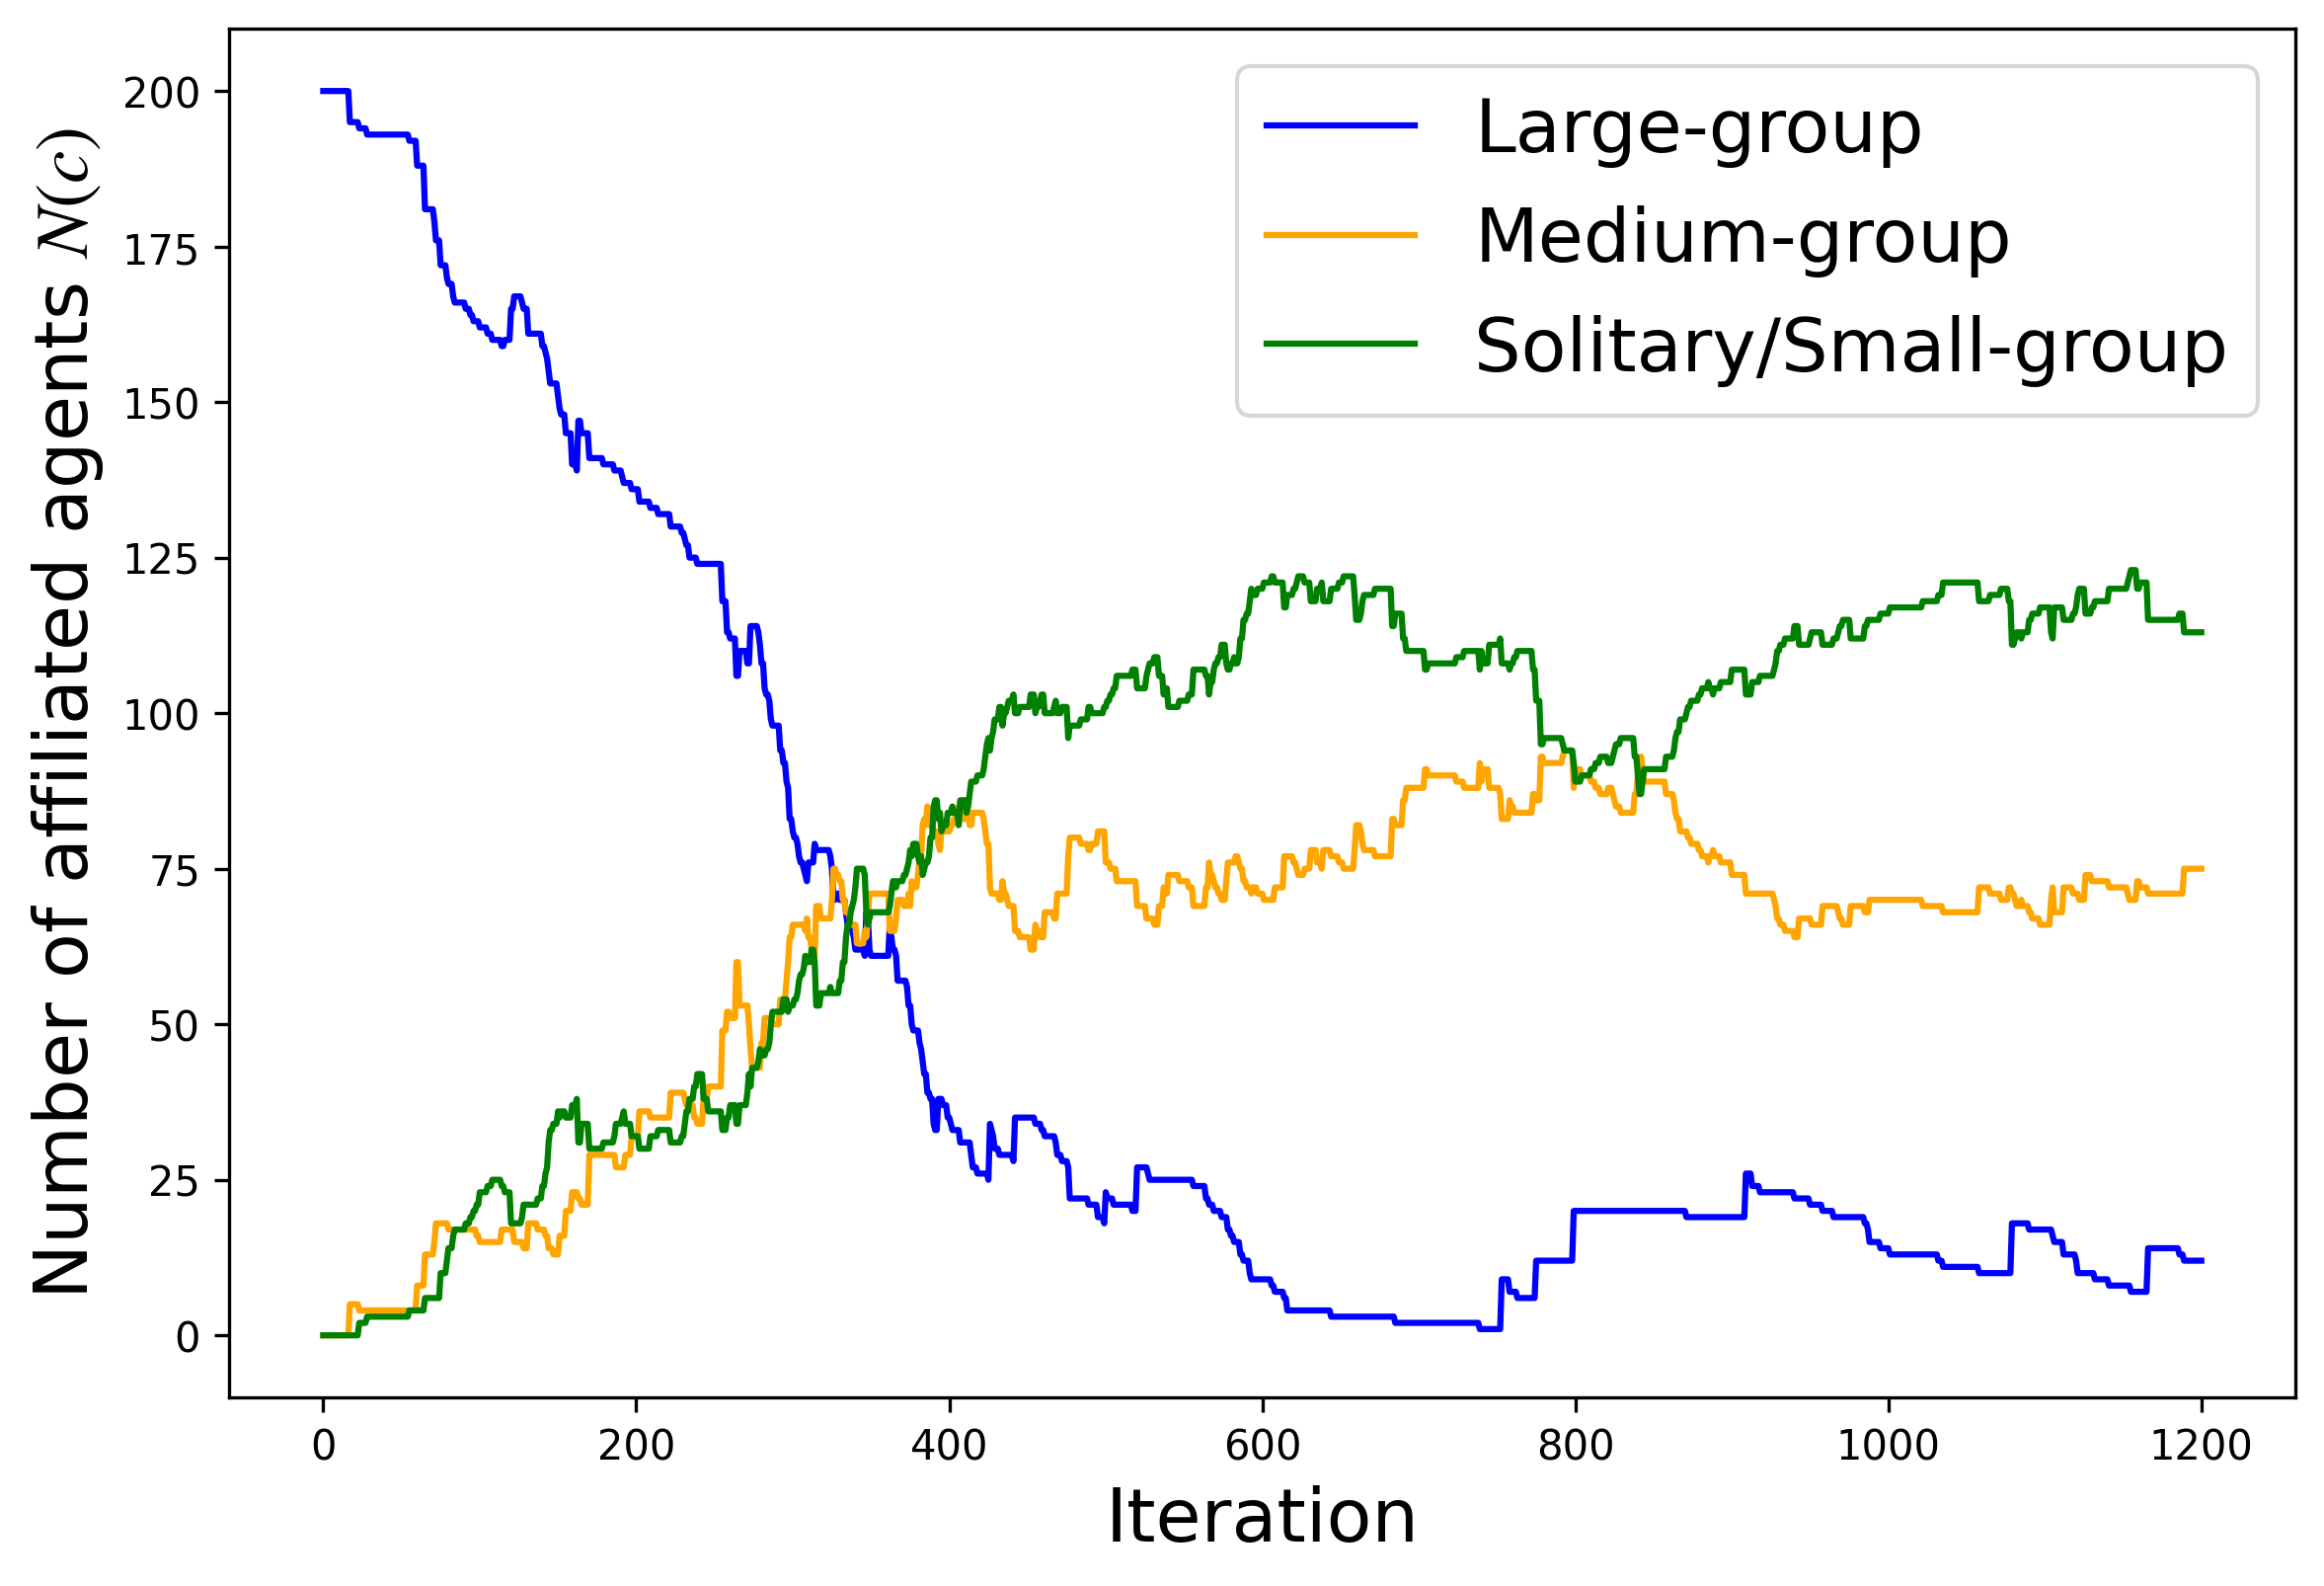 Number of affiliated agents N(c)
200
175
150
125
100
75
50
25
0
Large-group
Medium-group
Solitary/Small-group
0 200 400 600 800 1000 1200
Iteration